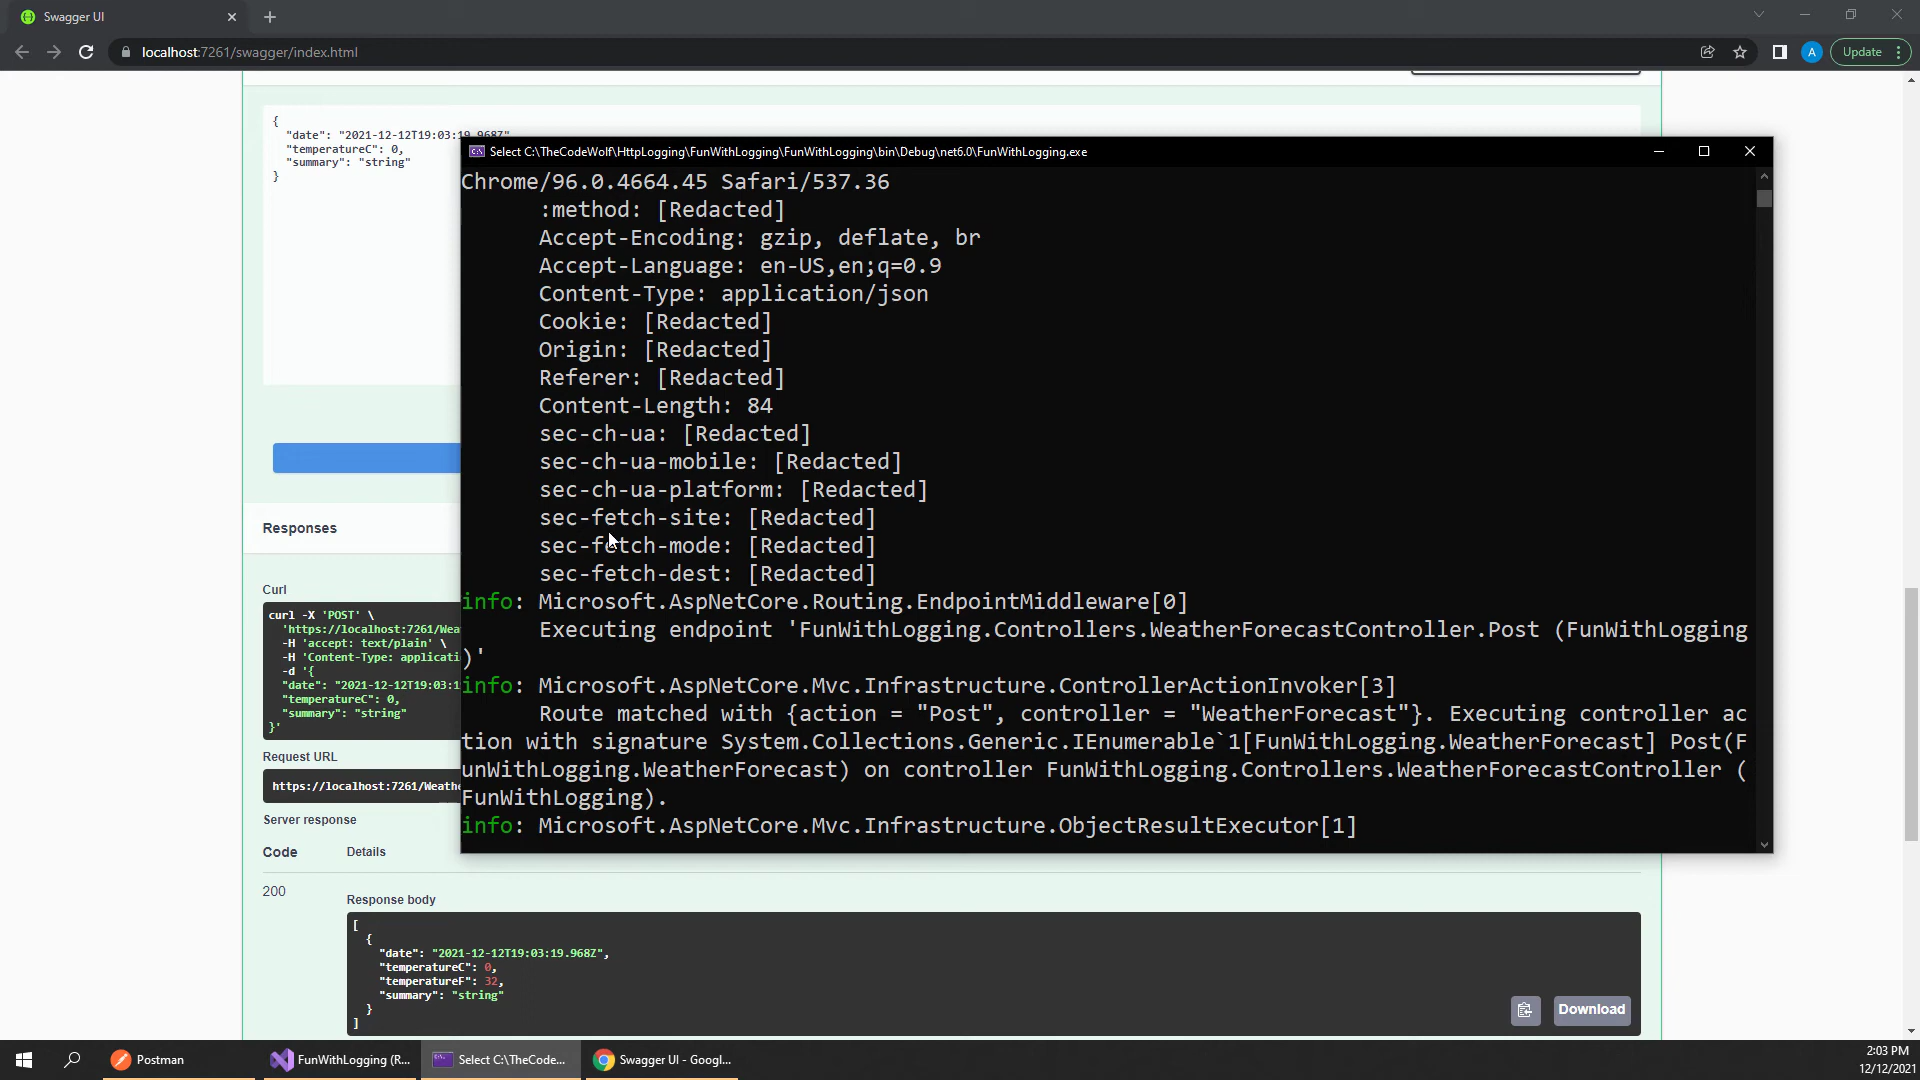 Swagger UI
localhost:7261/swagger/index.html
A
Update
{
"date": "2021-12-12T19:03:19.968Z",
"temperatureC": 0,
"summary": "string"
}
Select C:\TheCodeWolf\HttpLogging\FunWithLogging\FunWithLogging\bin\Debug\net6.0\FunWithLogging.exe
Chrome/96.0.4664.45 Safari/537.36
:method: [Redacted]
Accept-Encoding: gzip, deflate, br
Accept-Language: en-US,en;q=0.9
Content-Type: application/json
Cookie: [Redacted]
Origin: [Redacted]
Referer: [Redacted]
Content-Length: 84
sec-ch-ua: [Redacted]
sec-ch-ua-mobile: [Redacted]
sec-ch-ua-platform: [Redacted]
sec-fetch-site: [Redacted]
sec-fetch-mode: [Redacted]
sec-fetch-dest: [Redacted]
info: Microsoft.AspNetCore.Routing.EndpointMiddleware[0]
Executing endpoint 'FunWithLogging.Controllers.WeatherForecastController.Post (FunWithLogging
)'
info: Microsoft.AspNetCore.Mvc.Infrastructure.ControllerActionInvoker[3]
Route matched with {action = "Post", controller = "WeatherForecast"}. Executing controller ac
tion with signature System.Collections.Generic.IEnumerable`1[FunWithLogging.WeatherForecast] Post(F
unWithLogging.WeatherForecast) on controller FunWithLogging.Controllers.WeatherForecastController (
FunWithLogging).
info: Microsoft.AspNetCore.Mvc.Infrastructure.ObjectResultExecutor[1]
Responses
Curl
curl -X 'POST' \
'https://localhost:7261/Wea
-H 'accept: text/plain' \
-H 'Content-Type: applicati
-d '{
"date": "2021-12-12T19:03:1
"temperatureC": 0,
"summary": "string"
}'
Request URL
https://localhost:7261/Weathe
Server response
Code Details
200
Response body
[
{
"date": "2021-12-12T19:03:19.968Z",
"temperatureC": 0,
"temperatureF": 32,
"summary": "string"
}
]
Download
Postman
FunWithLogging (R...
Select C:\TheCode...
Swagger UI - Googl...
2:03 PM
12/12/2021